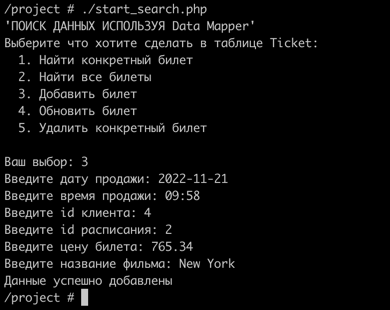 /project # ./start_search.php
'ПОИСК ДАННЫХ ИСПОЛЬЗУЯ Data Mapper'
Выберите что хотите сделать в таблице Ticket:
1. Найти конкретный билет
2. Найти все билеты
3. Добавить билет
4. Обновить билет
5. Удалить конкретный билет
Ваш выбор: 3
Введите дату продажи: 2022-11-21
Введите время продажи: 09:58
Введите id клиента: 4
Введите id расписания: 2
Введите цену билета: 765.34
Введите название фильма: New York
Данные успешно добавлены
/project #